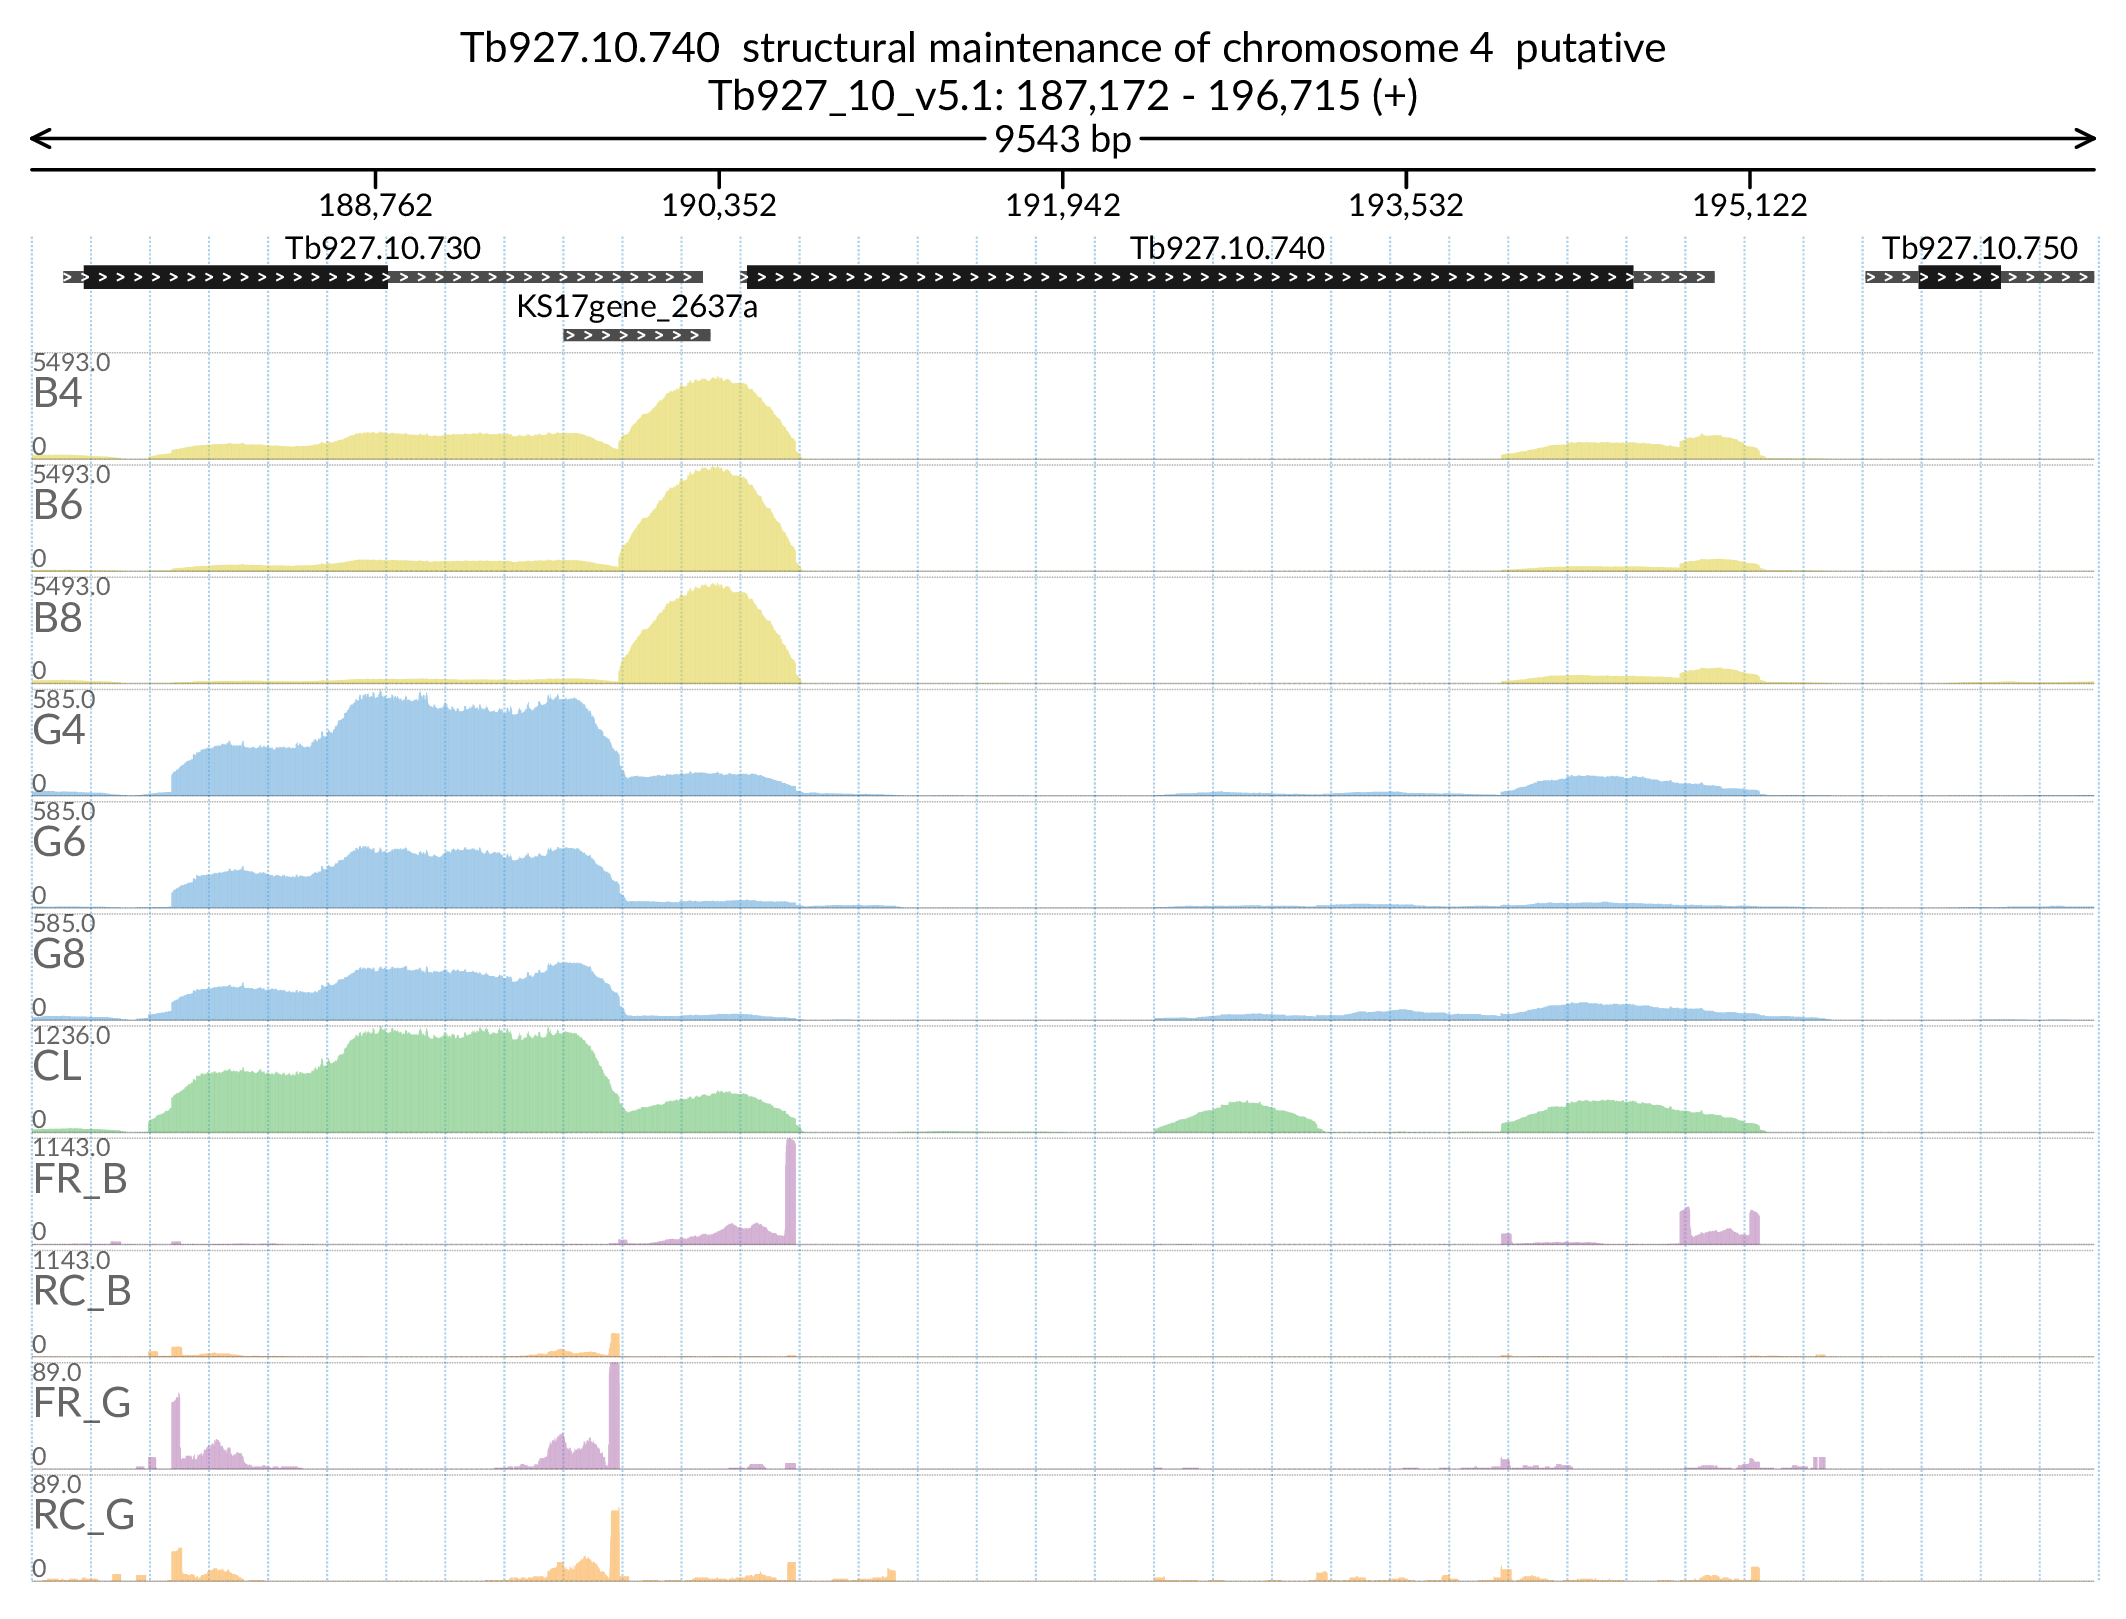 Tb927.10.740 structural maintenance of chromosome 4 putative
Tb927_10_v5.1: 187,172 - 196,715 (+)
9543 bp
188,762 190,352 191,942 193,532 195,122
Tb927.10.730 Tb927.10.740 Tb927.10.750
KS17gene_2637a
5493.0
B4
0
5493.0
B6
0
5493.0
B8
0
585.0
G4
0
585.0
G6
0
585.0
G8
0
1236.0
CL
0
1143.0
FR_B
0
1143.0
RC_B
0
89.0
FR_G
0
89.0
RC_G
0